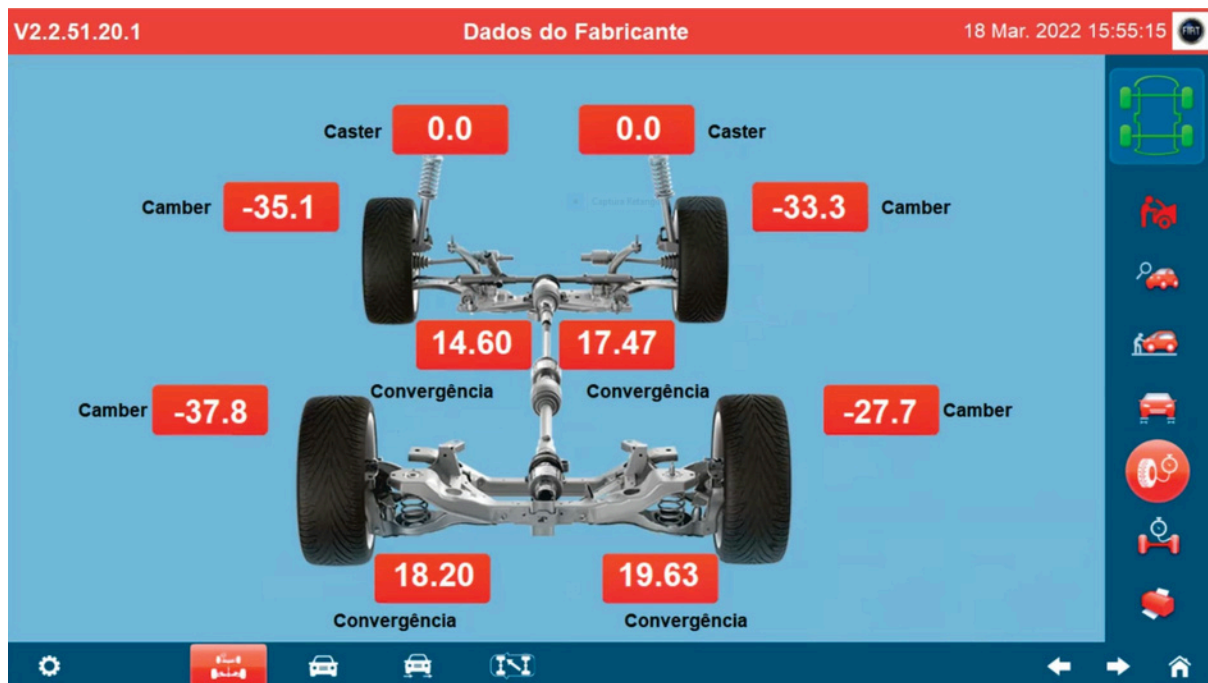 V2.2.51.20.1 Dados do Fabricante 18 Mar. 2022 15:55:15 FIAT
Caster 0.0 0.0 Caster
Camber -35.1 -33.3 Camber
14.60 17.47
Convergência Convergência
Camber -37.8 -27.7 Camber
18.20 19.63
Convergência Convergência